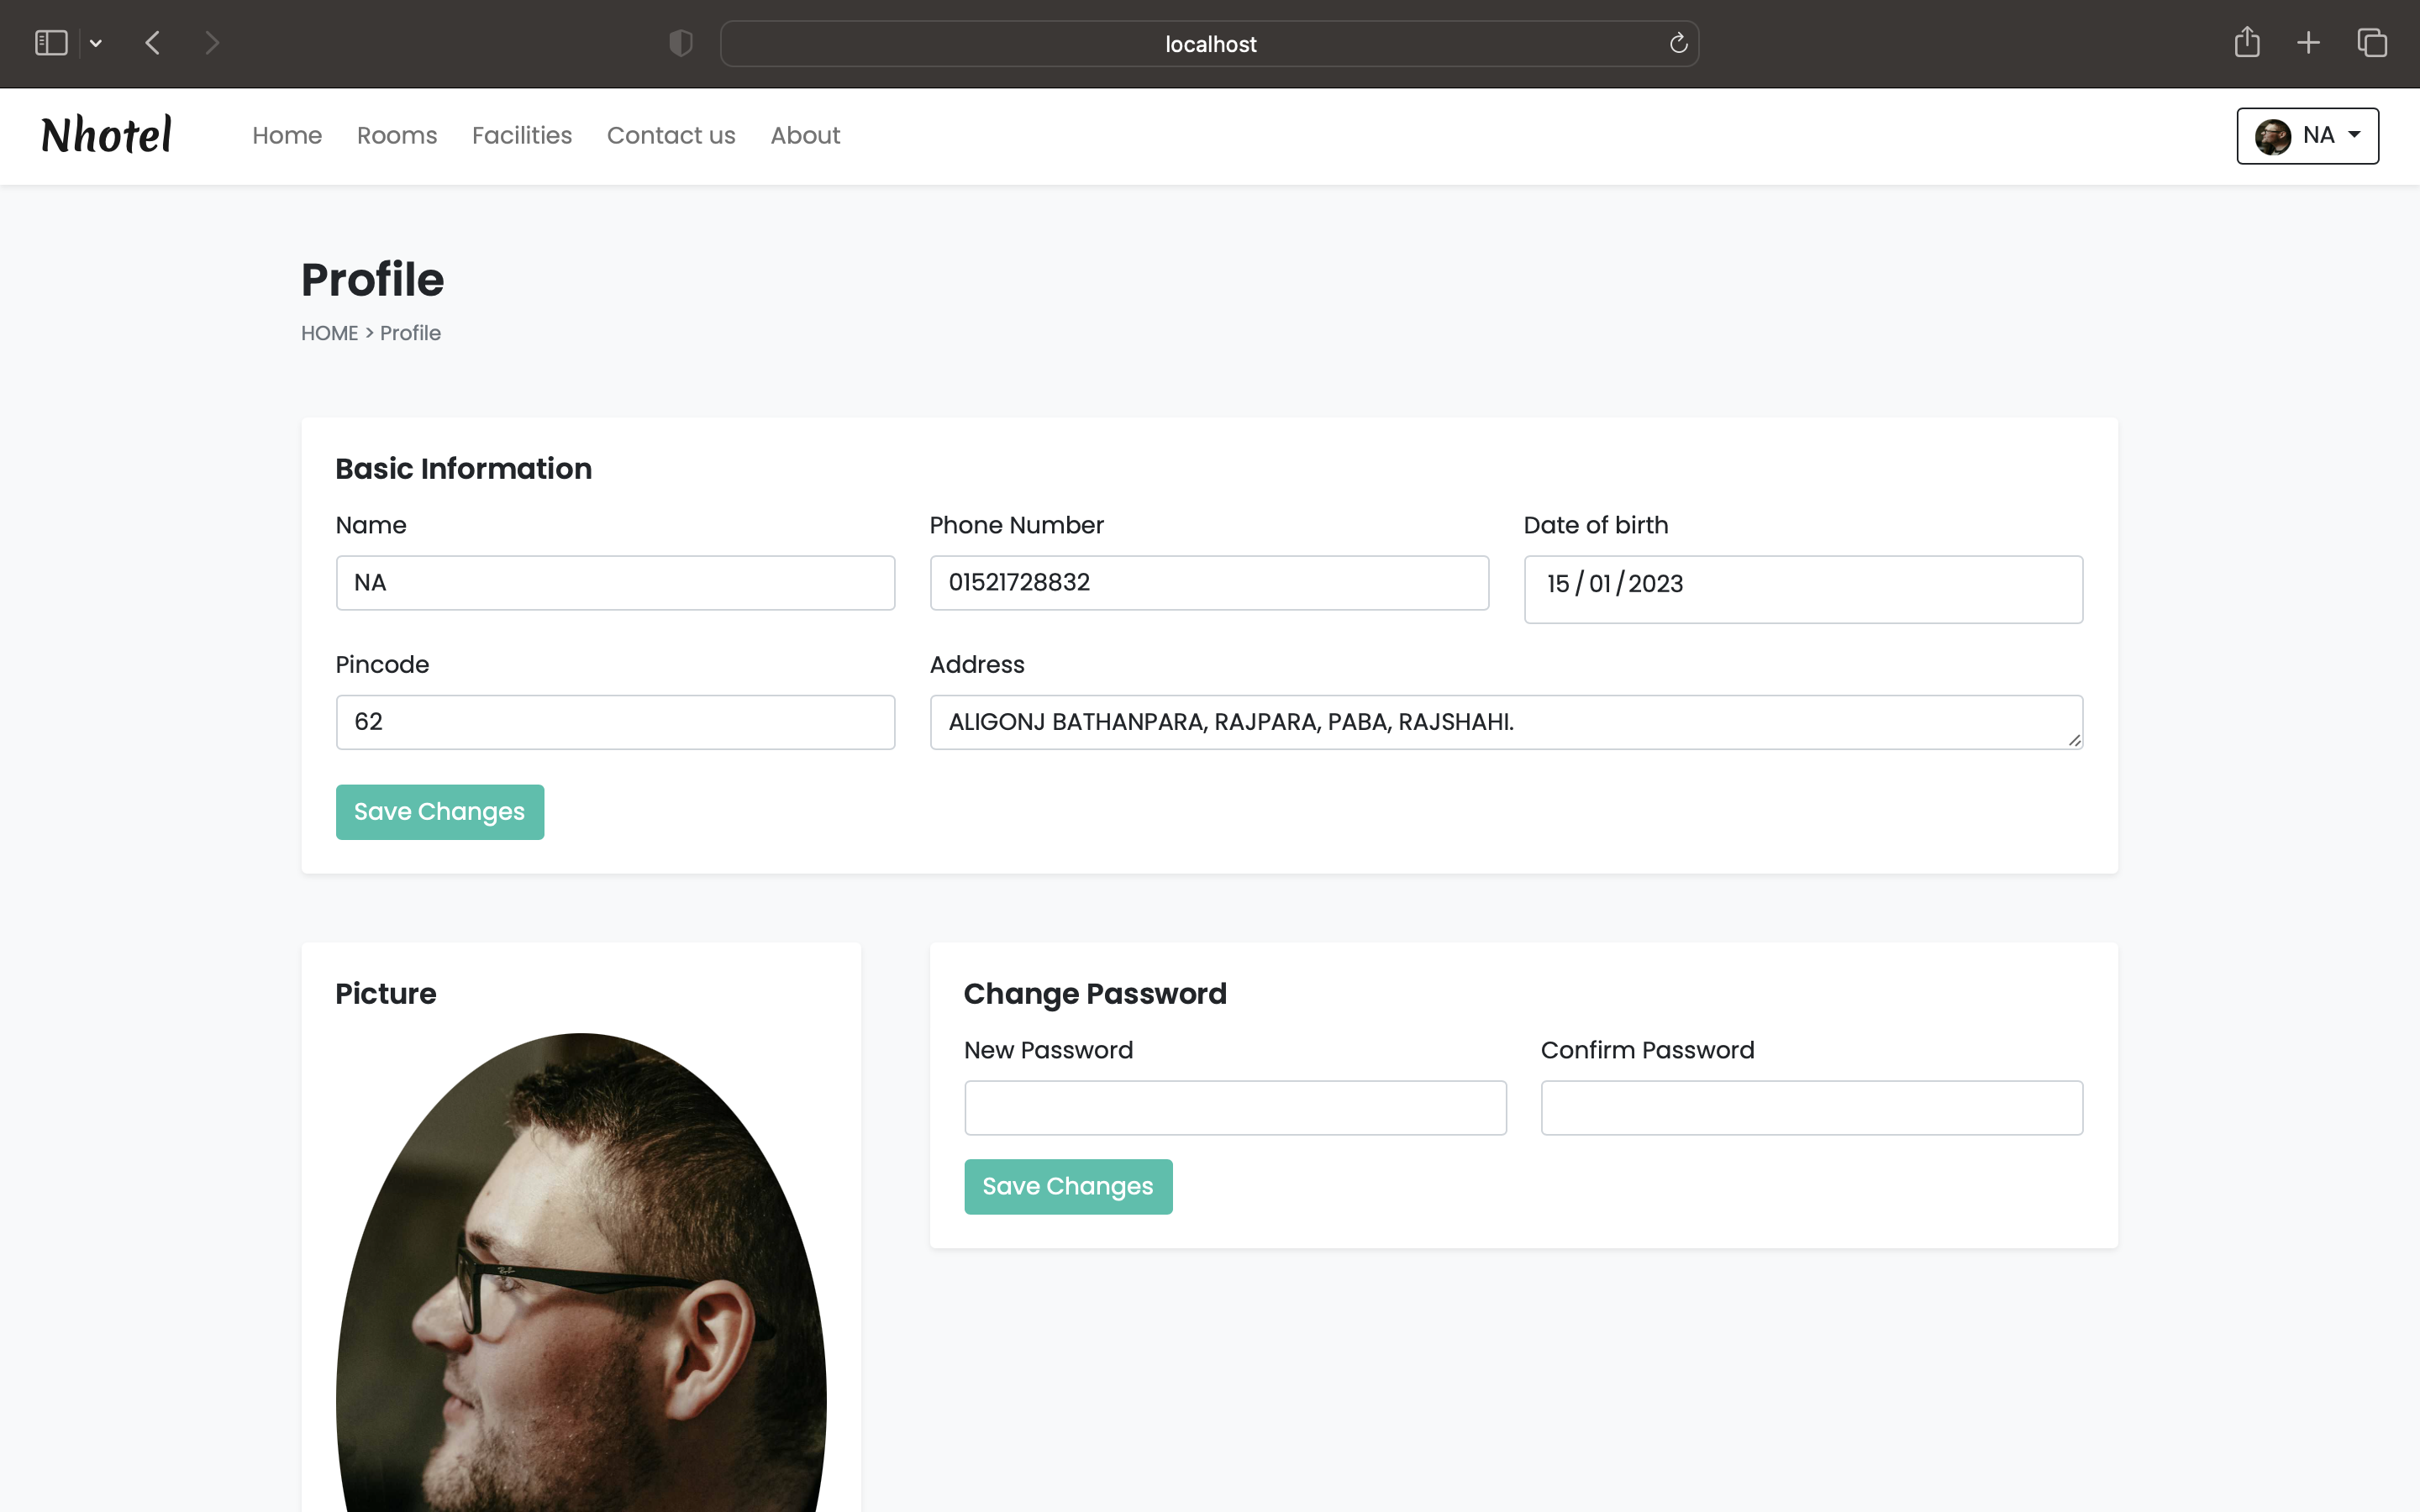 localhost
Nhotel
Home Rooms Facilities Contact us About
NA
Profile
HOME > Profile
Basic Information
Name Phone Number Date of birth
NA 01521728832 15/01/2023
Pincode Address
62 ALIGONJ BATHANPARA, RAJPARA, PABA, RAJSHAHI.
Save Changes
Picture
Change Password
New Password Confirm Password
Save Changes